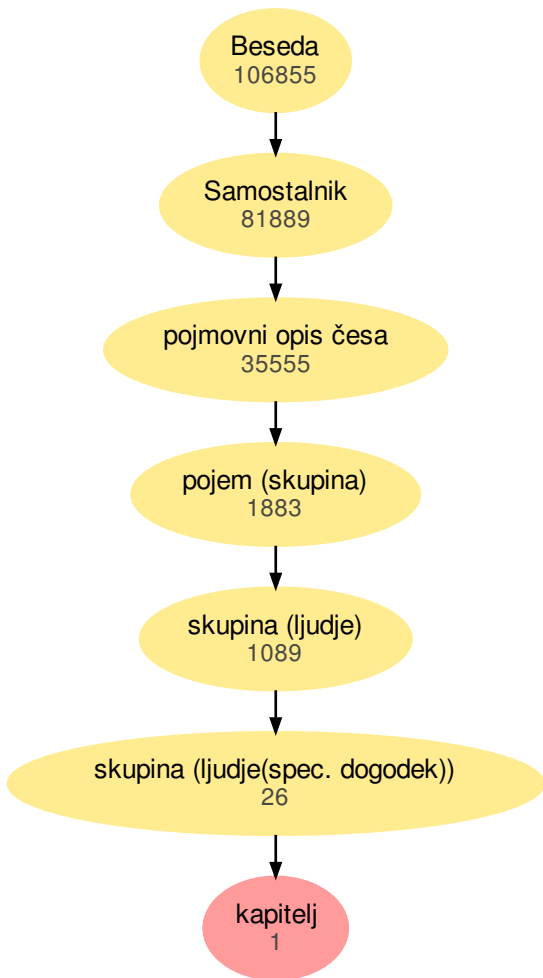 Beseda
106855
Samostalnik
81889
pojmovni opis česa
35555
pojem (skupina)
1883
skupina (ljudje)
1089
skupina (ljudje(spec. dogodek))
26
kapitelj
1